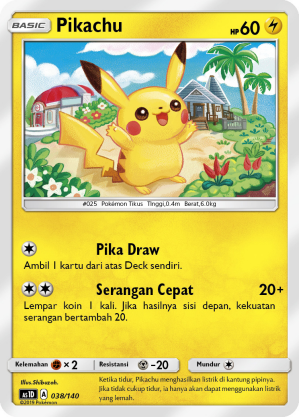 BASIC Pikachu HP60
#025 Pokémon Tikus Tinggi,0.4m Berat,6.0kg
Pika Draw
Ambil 1 kartu dari atas Deck sendiri.
Serangan Cepat 20+
Lempar koin 1 kali. Jika hasilnya sisi depan, kekuatan
serangan bertambah 20.
Kelemahan × 2 Resistansi -20 Mundur
Illus.Shibuzoh.
AS1D A 038/140
©2019 Pokémon
Ketika tidur, Pikachu menghasilkan listrik di kantung pipinya.
Jika tidak cukup tidur, ia hanya dapat menggunakan listrik lemah.